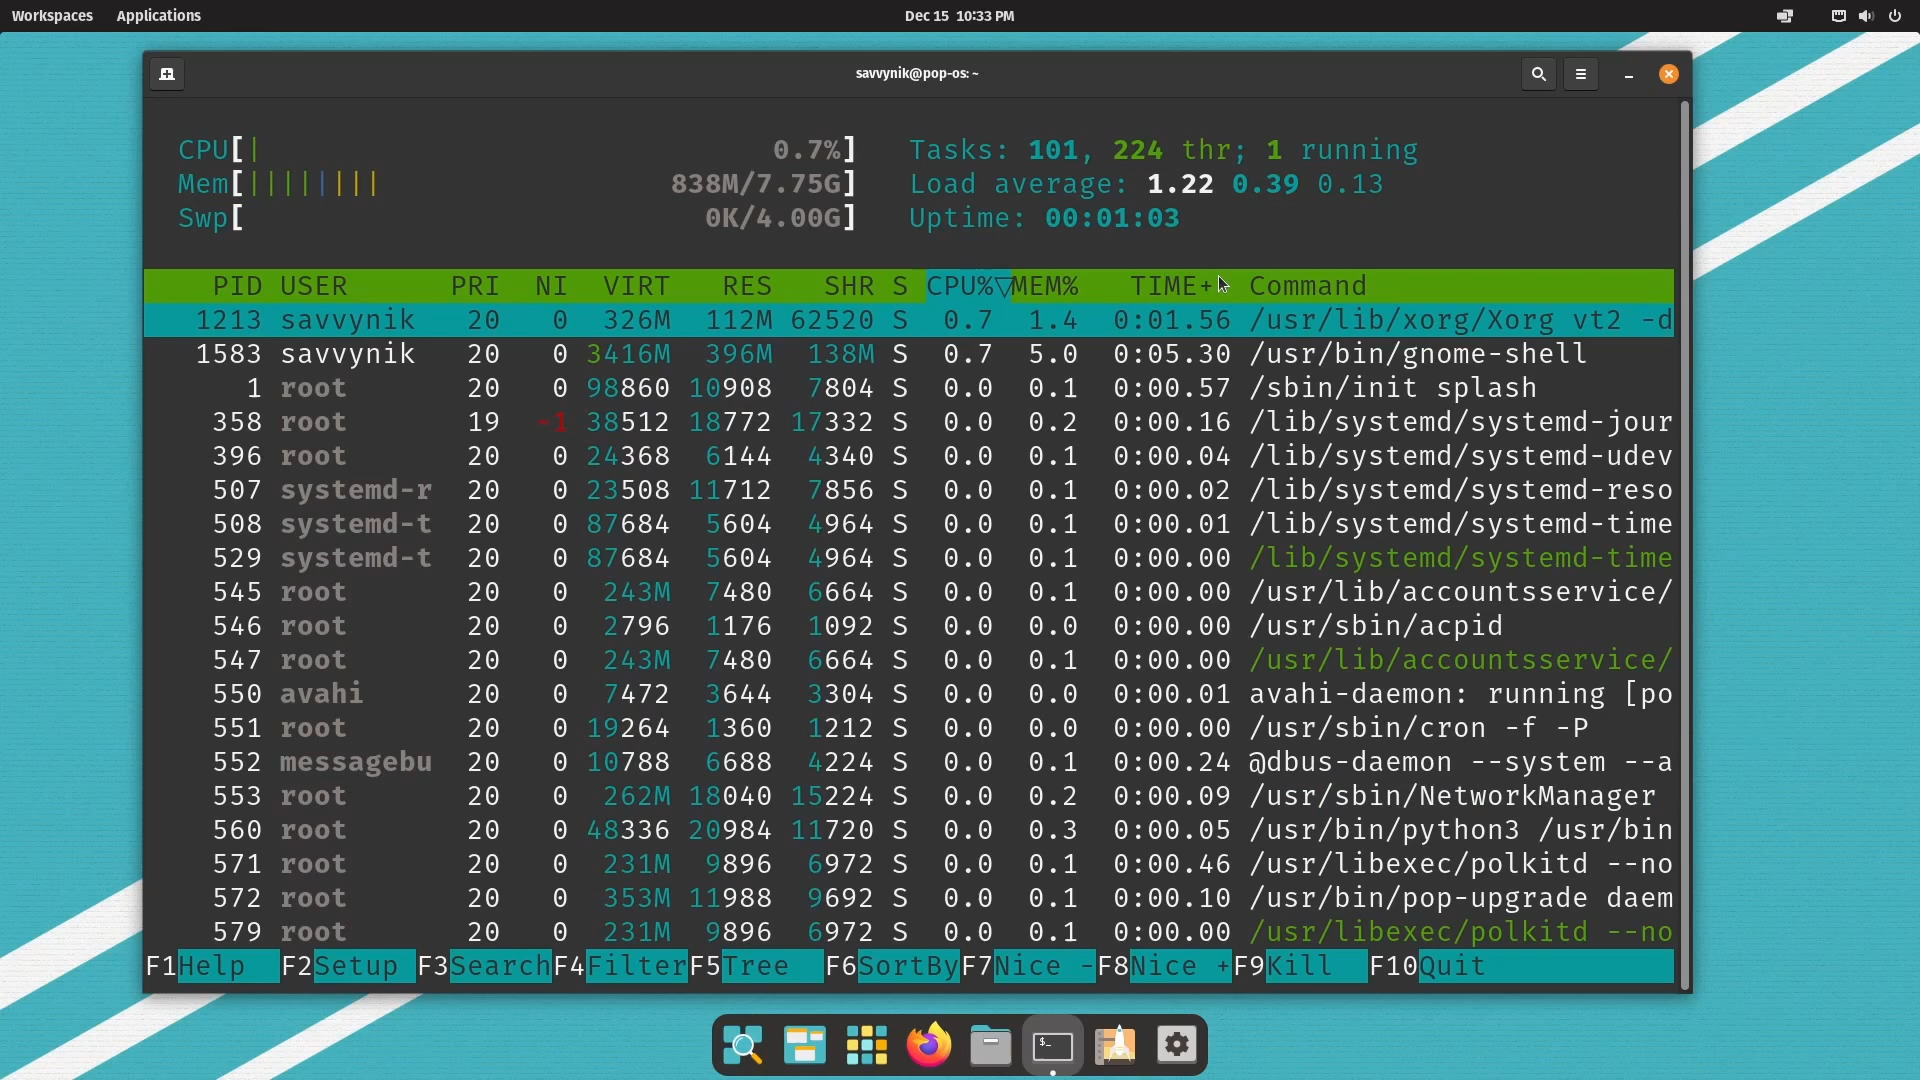 Workspaces Applications Dec 15 10:33 PM
savvynik@pop-os: ~
CPU[| 0.7%] Tasks: 101, 224 thr; 1 running
Mem[|||||||| 838M/7.75G] Load average: 1.22 0.39 0.13
Swp[ 0K/4.00G] Uptime: 00:01:03
PID USER PRI NI VIRT RES SHR S CPU%▽MEM% TIME+ Command
1213 savvynik 20 0 326M 112M 62520 S 0.7 1.4 0:01.56 /usr/lib/xorg/Xorg vt2 -d
1583 savvynik 20 0 3416M 396M 138M S 0.7 5.0 0:05.30 /usr/bin/gnome-shell
1 root 20 0 98860 10908 7804 S 0.0 0.1 0:00.57 /sbin/init splash
358 root 19 -1 38512 18772 17332 S 0.0 0.2 0:00.16 /lib/systemd/systemd-jour
396 root 20 0 24368 6144 4340 S 0.0 0.1 0:00.04 /lib/systemd/systemd-udev
507 systemd-r 20 0 23508 11712 7856 S 0.0 0.1 0:00.02 /lib/systemd/systemd-reso
508 systemd-t 20 0 87684 5604 4964 S 0.0 0.1 0:00.01 /lib/systemd/systemd-time
529 systemd-t 20 0 87684 5604 4964 S 0.0 0.1 0:00.00 /lib/systemd/systemd-time
545 root 20 0 243M 7480 6664 S 0.0 0.1 0:00.00 /usr/lib/accountsservice/
546 root 20 0 2796 1176 1092 S 0.0 0.0 0:00.00 /usr/sbin/acpid
547 root 20 0 243M 7480 6664 S 0.0 0.1 0:00.00 /usr/lib/accountsservice/
550 avahi 20 0 7472 3644 3304 S 0.0 0.0 0:00.01 avahi-daemon: running [po
551 root 20 0 19264 1360 1212 S 0.0 0.0 0:00.00 /usr/sbin/cron -f -P
552 messagebu 20 0 10788 6688 4224 S 0.0 0.1 0:00.24 @dbus-daemon --system --a
553 root 20 0 262M 18040 15224 S 0.0 0.2 0:00.09 /usr/sbin/NetworkManager
560 root 20 0 48336 20984 11720 S 0.0 0.3 0:00.05 /usr/bin/python3 /usr/bin
571 root 20 0 231M 9896 6972 S 0.0 0.1 0:00.46 /usr/libexec/polkitd --no
572 root 20 0 353M 11988 9692 S 0.0 0.1 0:00.10 /usr/bin/pop-upgrade daem
579 root 20 0 231M 9896 6972 S 0.0 0.1 0:00.00 /usr/libexec/polkitd --no
F1Help F2Setup F3SearchF4FilterF5Tree F6SortByF7Nice -F8Nice +F9Kill F10Quit
$_